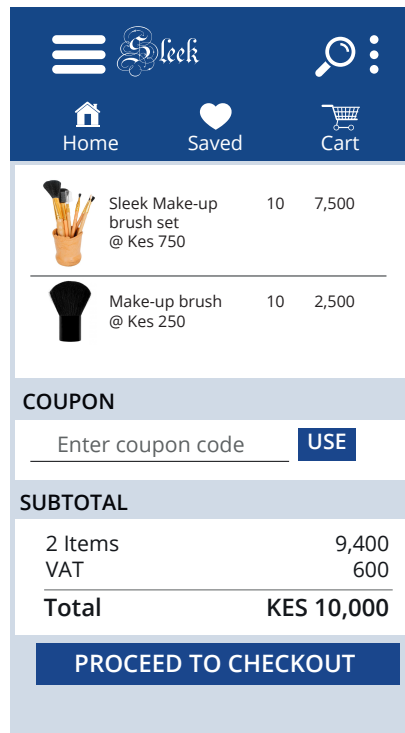 Sleek
Home Saved Cart
Sleek Make-up 10 7,500
brush set
@ Kes 750
Make-up brush 10 2,500
@ Kes 250
COUPON
Enter coupon code USE
SUBTOTAL
2 Items 9,400
VAT 600
Total KES 10,000
PROCEED TO CHECKOUT